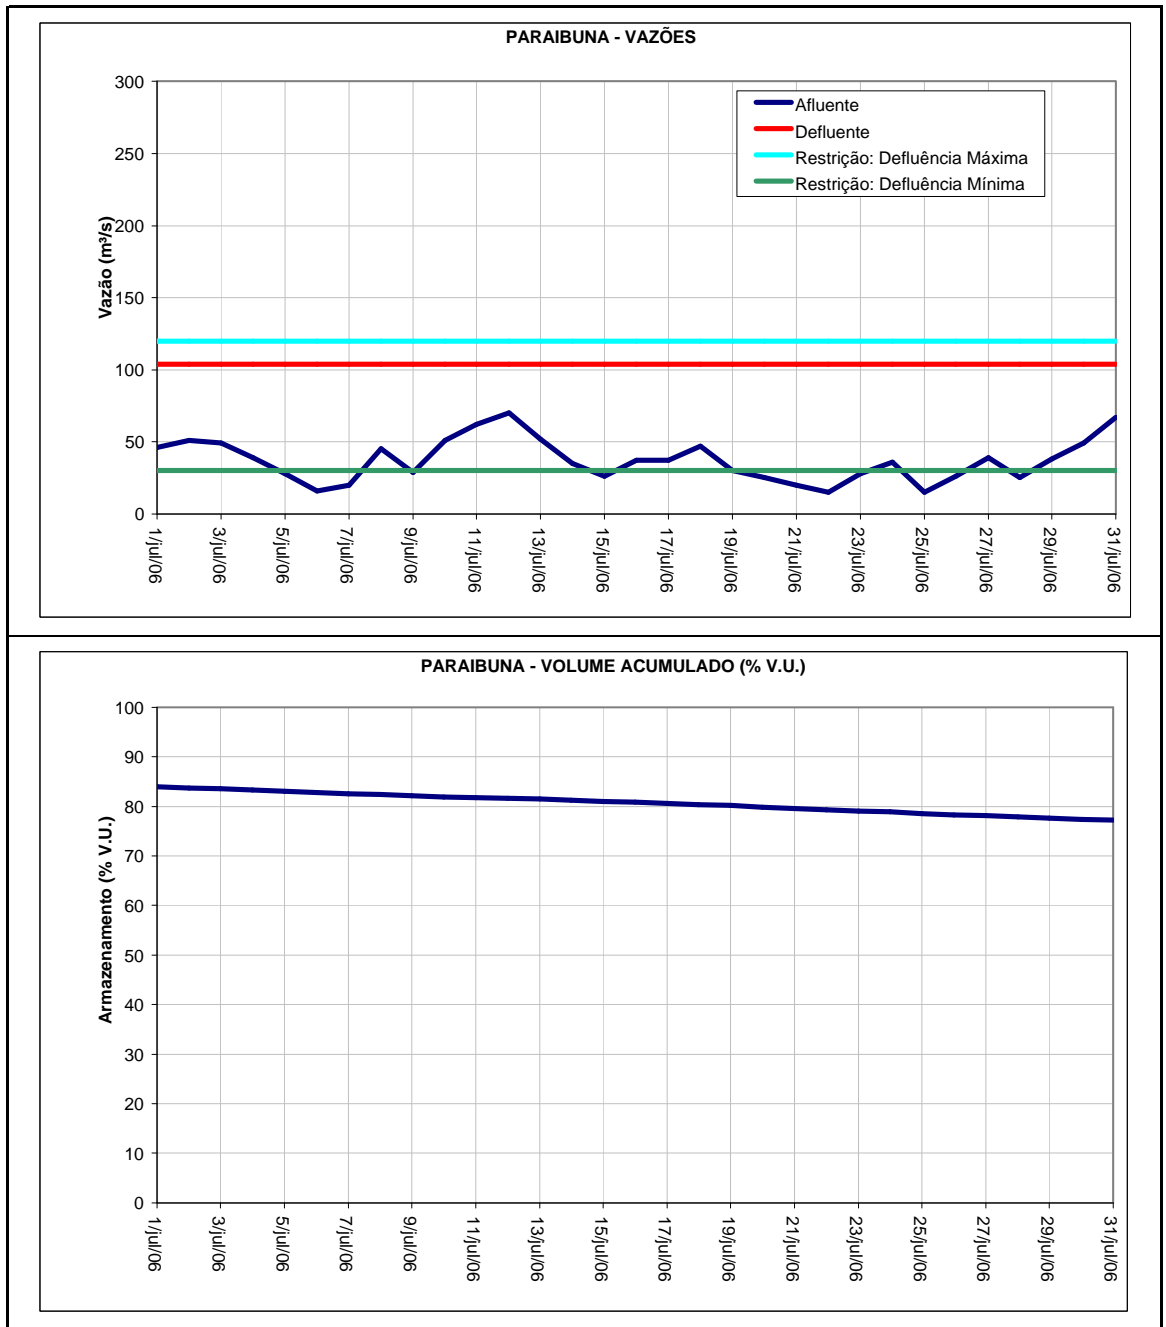 PARAIBUNA - VAZÕES
300
250
200
150
100
50
0
Vazão (m³/s)
Afluente
Defluente
Restrição: Defluência Máxima
Restrição: Defluência Mínima
1/jul/06
3/jul/06
5/jul/06
7/jul/06
9/jul/06
11/jul/06
13/jul/06
15/jul/06
17/jul/06
19/jul/06
21/jul/06
23/jul/06
25/jul/06
27/jul/06
29/jul/06
31/jul/06
PARAIBUNA - VOLUME ACUMULADO (% V.U.)
100
90
80
70
60
50
40
30
20
10
0
Armazenamento (% V.U.)
1/jul/06
3/jul/06
5/jul/06
7/jul/06
9/jul/06
11/jul/06
13/jul/06
15/jul/06
17/jul/06
19/jul/06
21/jul/06
23/jul/06
25/jul/06
27/jul/06
29/jul/06
31/jul/06